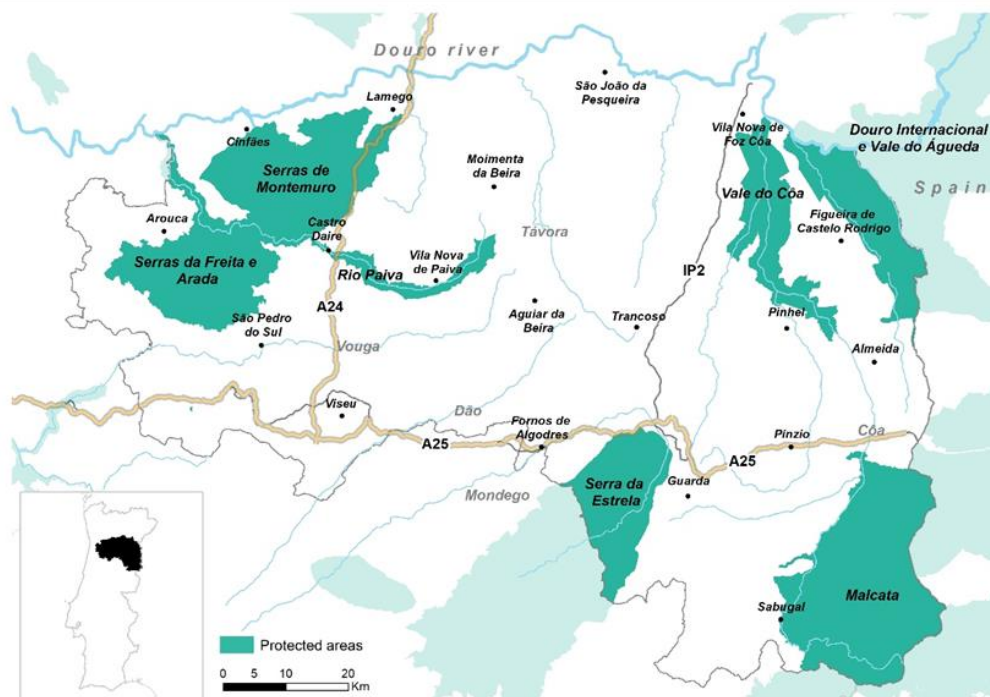 Douro river
São João da
Pesqueira
Lamego
Cinfães
Vila Nova de
Foz Côa
Douro Internacional
e Vale do Águeda
Serras de
Montemuro
Moimenta
da Beira
Vale do Côa
Spain
Arouca
Castro
Daire
Távora
Figueira de
Castelo Rodrigo
Serras da Freita e
Arada
Rio Paiva
Vila Nova
de Paiva
IP2
A24
Aguiar da
Beira
Trancoso
Pinhel
São Pedro
do Sul
Vouga
Almeida
Viseu
Dão
Fornos de
Algodres
Côa
A25
Pinzio
A25
Mondego
Serra da
Estrela
Guarda
Malcata
Sabugal
Protected areas
0 5 10 20
Km